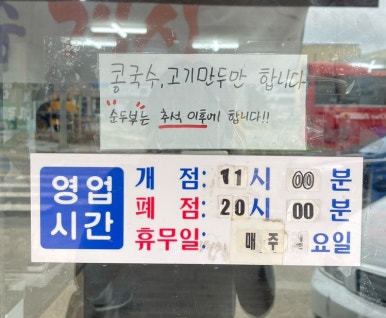 콩국수, 고기만두만 합니다
순두부는 추석 이후에 합니다!!
영업
시간
개 점: 11시 00분
폐 점: 20시 00분
휴무일: 매주 요일